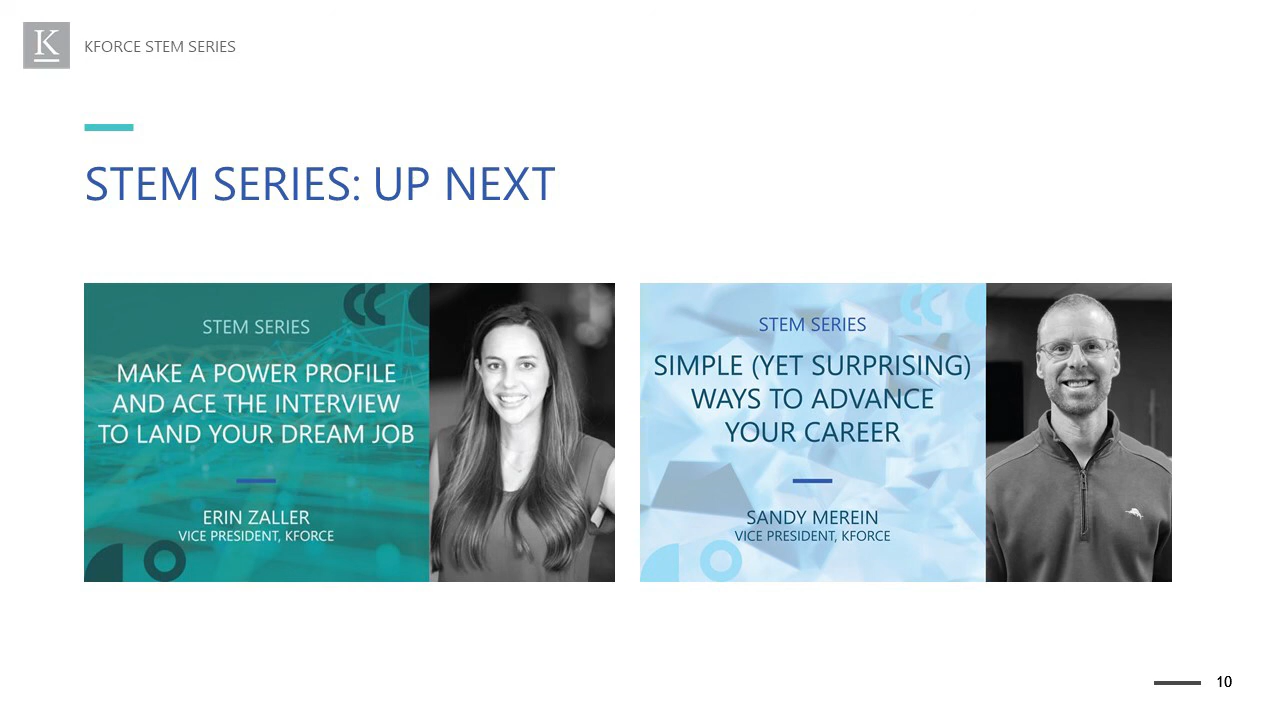 K
KFORCE STEM SERIES
STEM SERIES: UP NEXT
STEM SERIES
MAKE A POWER PROFILE
AND ACE THE INTERVIEW
TO LAND YOUR DREAM JOB
ERIN ZALLER
VICE PRESIDENT, KFORCE
STEM SERIES
SIMPLE (YET SURPRISING)
WAYS TO ADVANCE
YOUR CAREER
SANDY MEREIN
VICE PRESIDENT, KFORCE
10